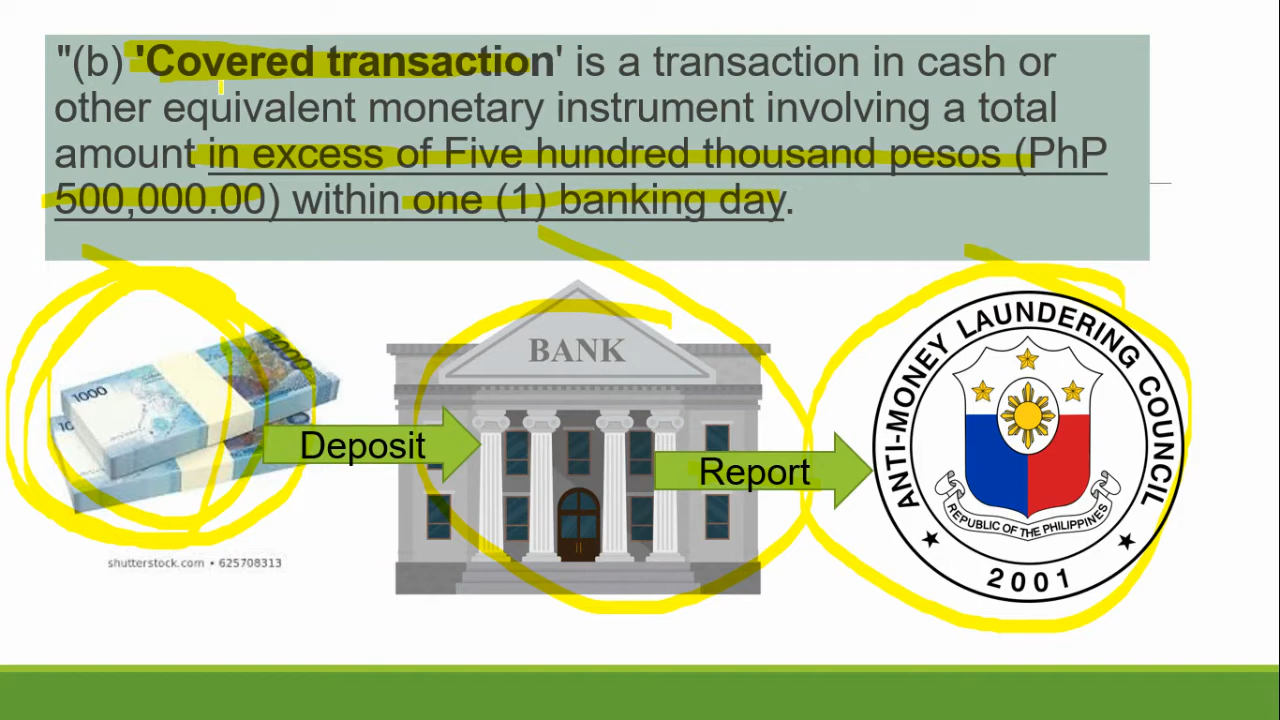 "(b) 'Covered transaction' is a transaction in cash or
other equivalent monetary instrument involving a total
amount in excess of Five hundred thousand pesos (PhP
500,000.00) within one (1) banking day.
BANK
1000
1000
Deposit
Report
ANTI-MONEY LAUNDERING COUNCIL
REPUBLIC OF THE PHILIPPINES
2001
shutterstock.com • 625708313